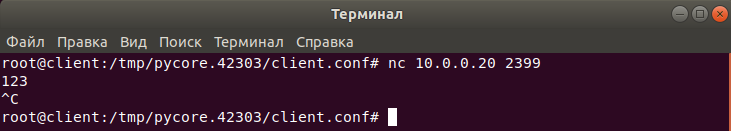 Терминал
Файл Правка Вид Поиск Терминал Справка
root@client:/tmp/pycore.42303/client.conf# nc 10.0.0.20 2399
123
^C
root@client:/tmp/pycore.42303/client.conf#